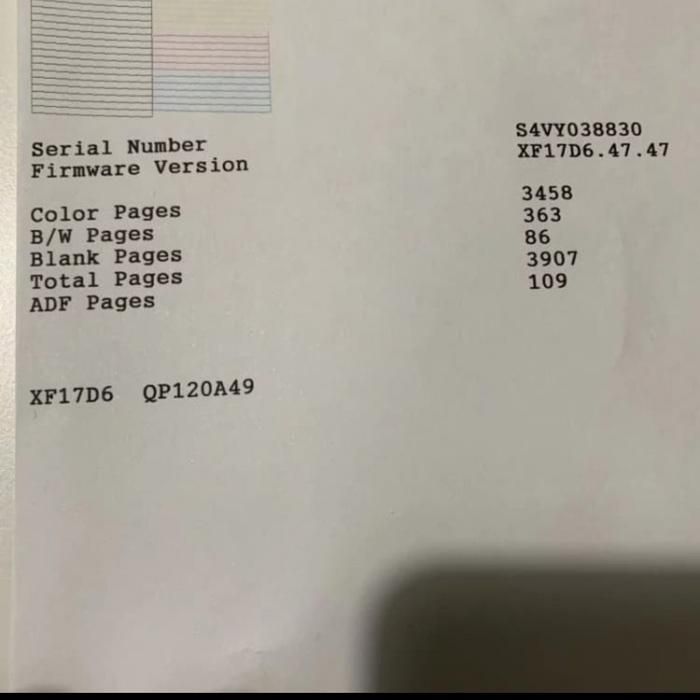 Serial Number S4VY038830
Firmware Version XF17D6.47.47
Color Pages 3458
B/W Pages 363
Blank Pages 86
Total Pages 3907
ADF Pages 109
XF17D6 QP120A49